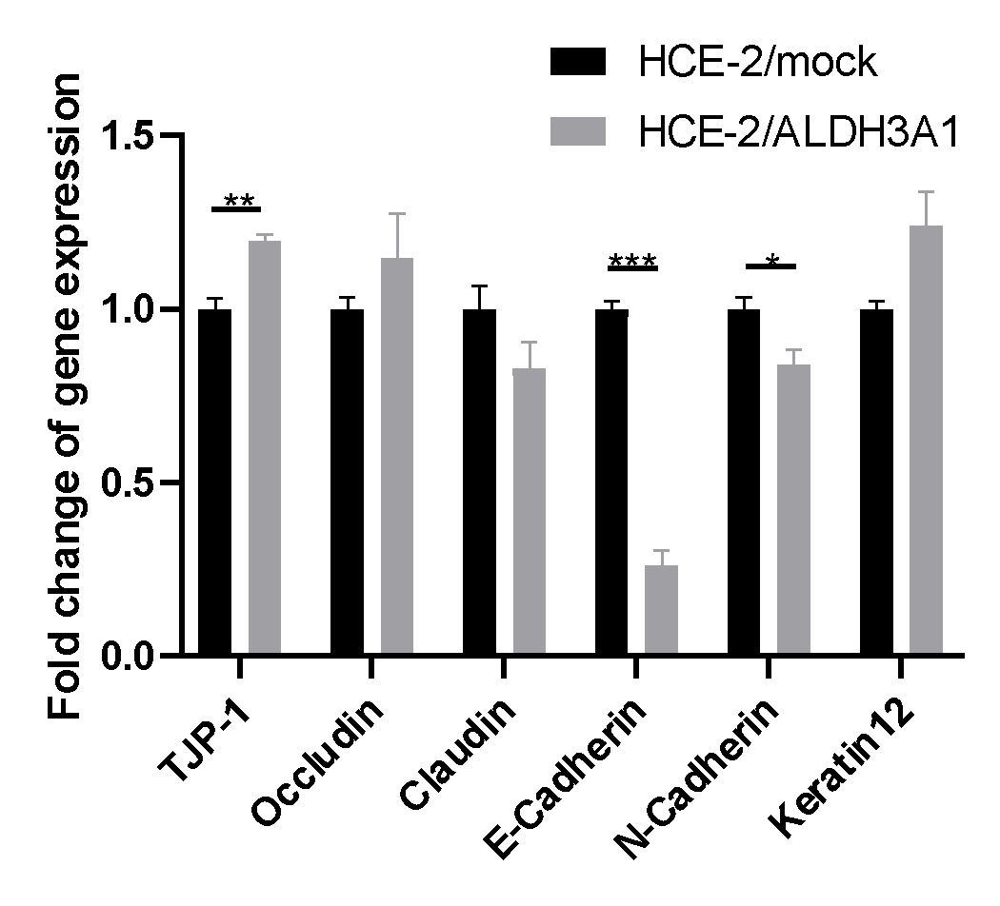 HCE-2/mock
HCE-2/ALDH3A1
Fold change of gene expression
1.5
1.0
0.5
0.0
**
***
*
TJP-1
Occludin
Claudin
E-Cadherin
N-Cadherin
Keratin12